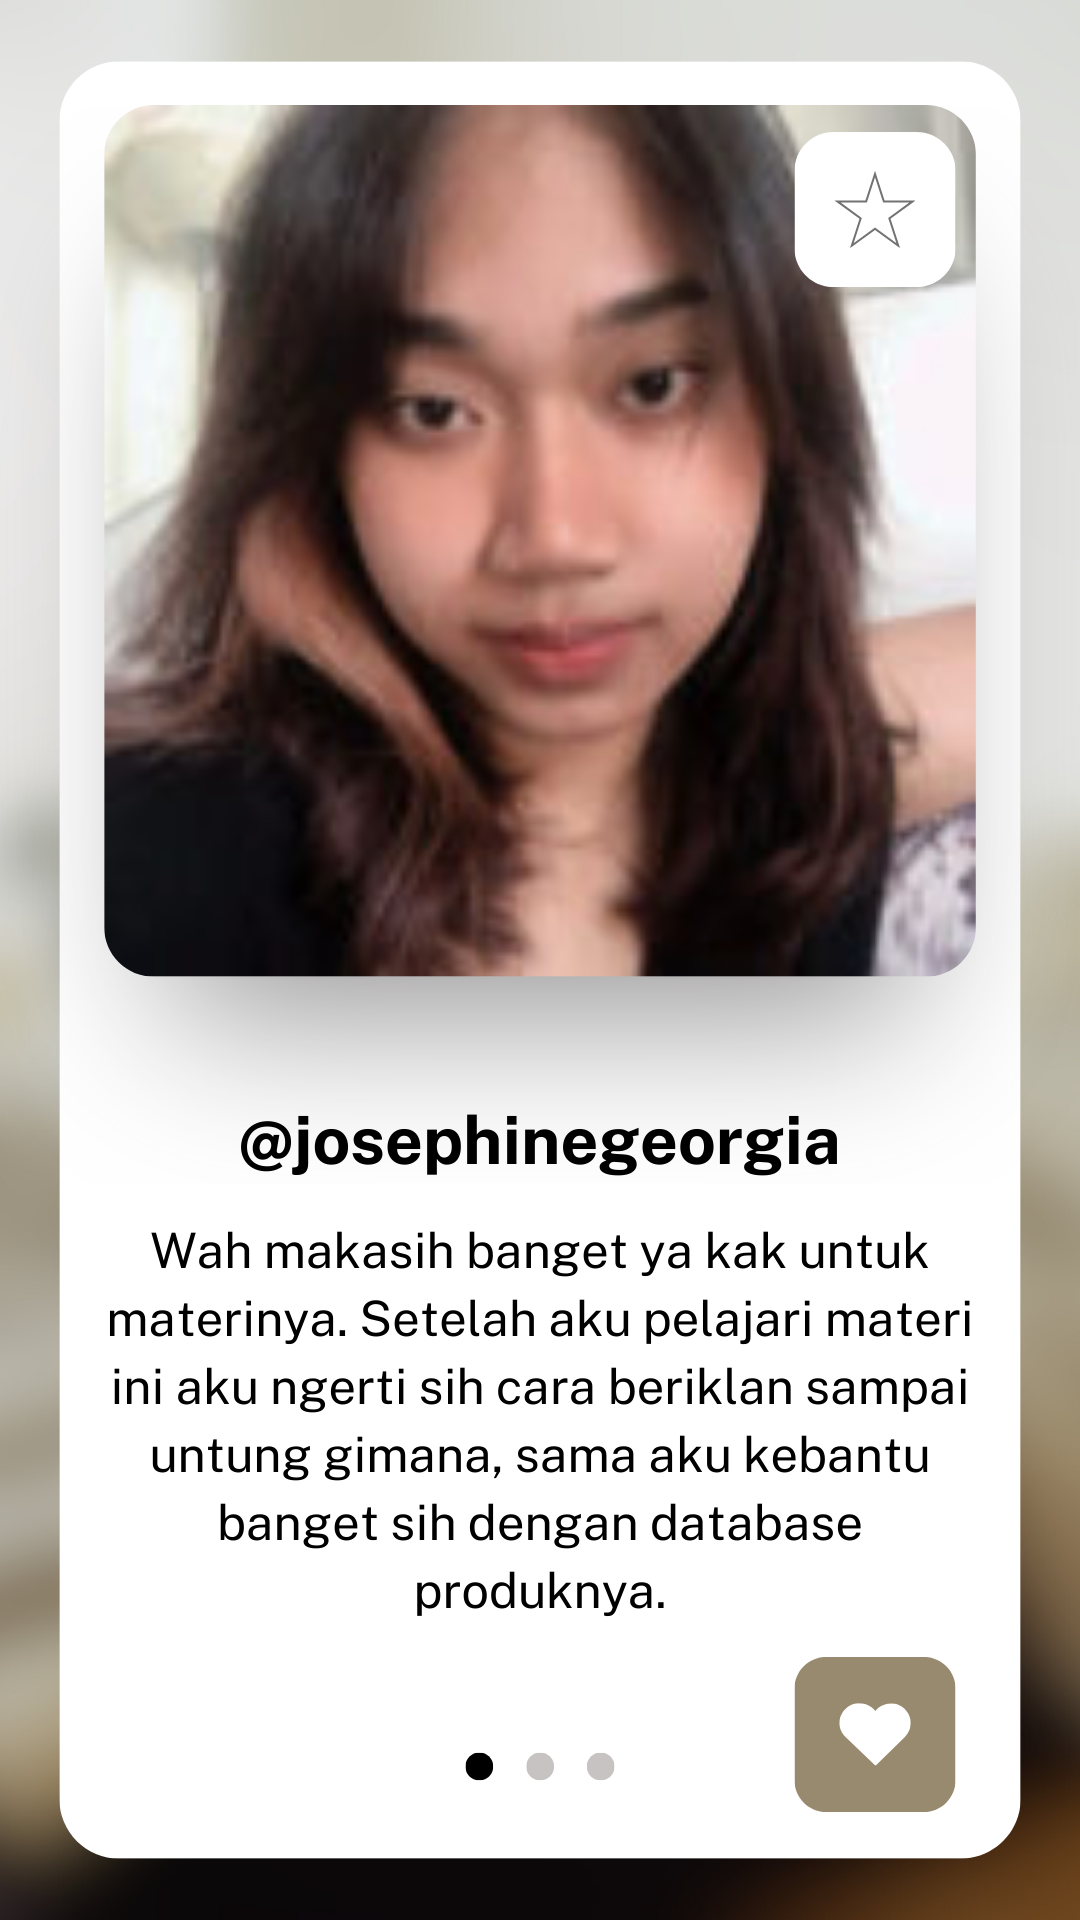 @josephinegeorgia
Wah makasih banget ya kak untuk
materinya. Setelah aku pelajari materi
ini aku ngerti sih cara beriklan sampai
untung gimana, sama aku kebantu
banget sih dengan database
produknya.